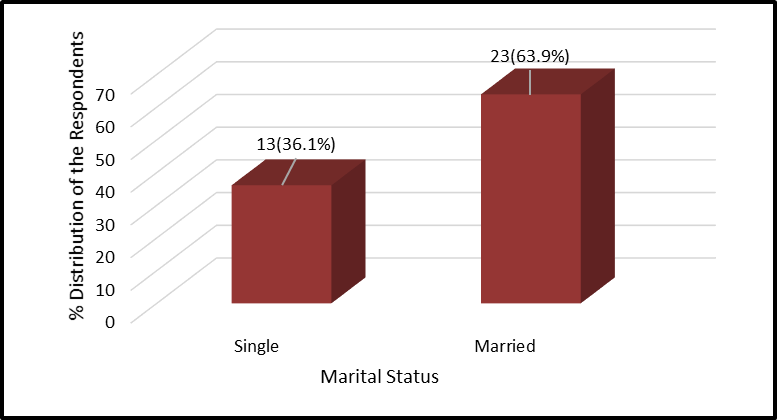 % Distribution of the Respondents
70
60
50
40
30
20
10
0
13(36.1%)
23(63.9%)
Single
Married
Marital Status